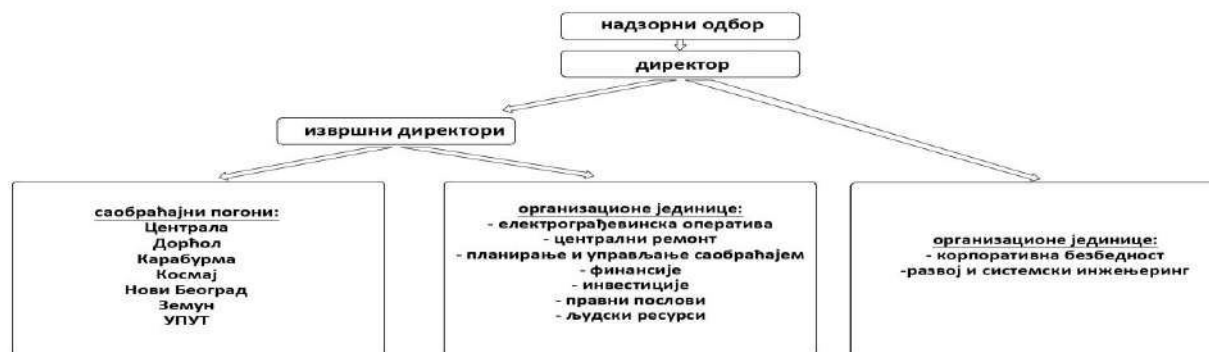 надзорни одбор
директор
извршни директори
саобраћајни погони:
Централа
Дорћол
Карабурма
Космај
Нови Београд
Земун
УПУТ
организационе јединице:
- електрограђевинска оператива
- централни ремонт
- планирање и управљање саобраћајем
- финансије
- инвестиције
- правни послови
- људски ресурси
организационе јединице:
- корпоративна безбедност
-развој и системски инжењеринг